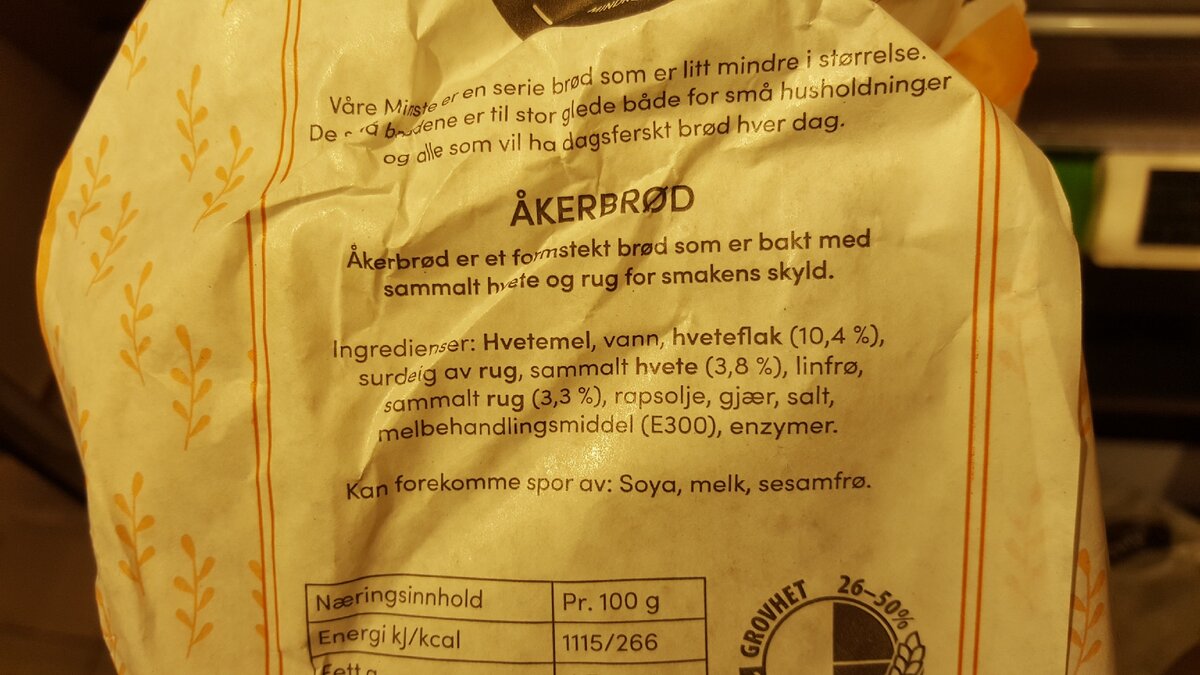 Våre Minste er en serie brød som er litt mindre i størrelse.
De små brødene er til stor glede både for små husholdninger
og alle som vil ha dagsferskt brød hver dag.
ÅKERBRØD
Åkerbrød er et formstekt brød som er bakt med
sammalt hvete og rug for smakens skyld.
Ingredienser: Hvetemel, vann, hveteflak (10,4 %),
surdeig av rug, sammalt hvete (3,8 %), linfrø,
sammalt rug (3,3 %), rapsolje, gjær, salt,
melbehandlingsmiddel (E300), enzymer.
Kan forekomme spor av: Soya, melk, sesamfrø.
Næringsinnhold Pr. 100 g
Energi kJ/kcal 1115/266
Fett g
GROVHET 26-50%